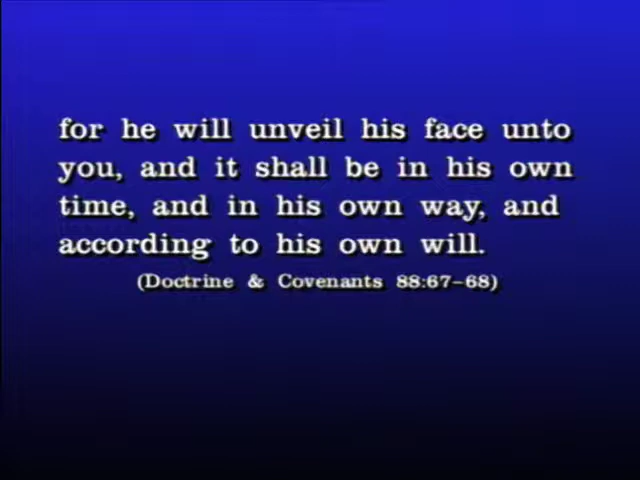 for he will unveil his face unto
you, and it shall be in his own
time, and in his own way, and
according to his own will.
(Doctrine & Covenants 88:67–68)